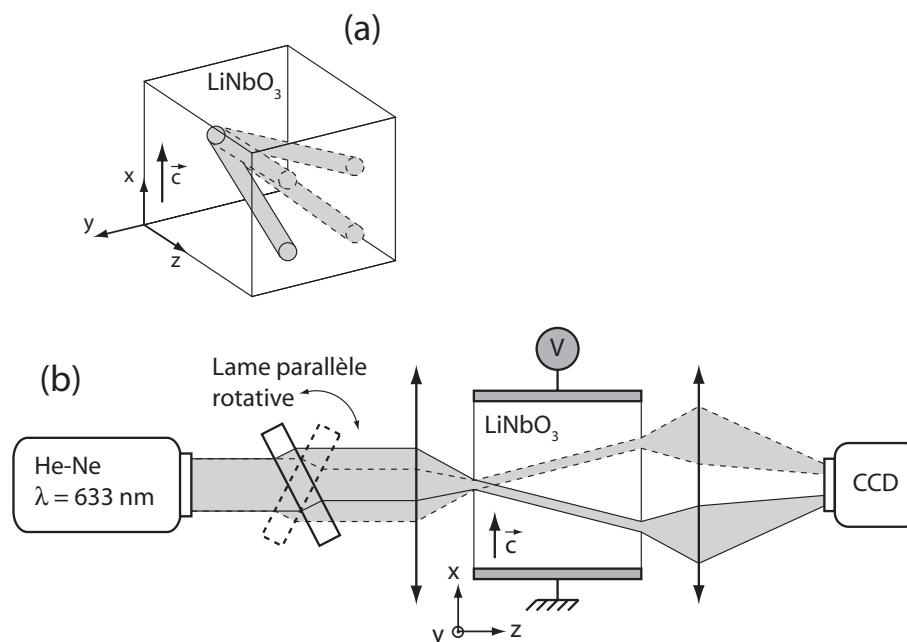 (a)
LiNbO3
x
c
y
z
(b)
Lame parallèle
rotative
V
He-Ne
λ = 633 nm
LiNbO3
CCD
c
x
y
z